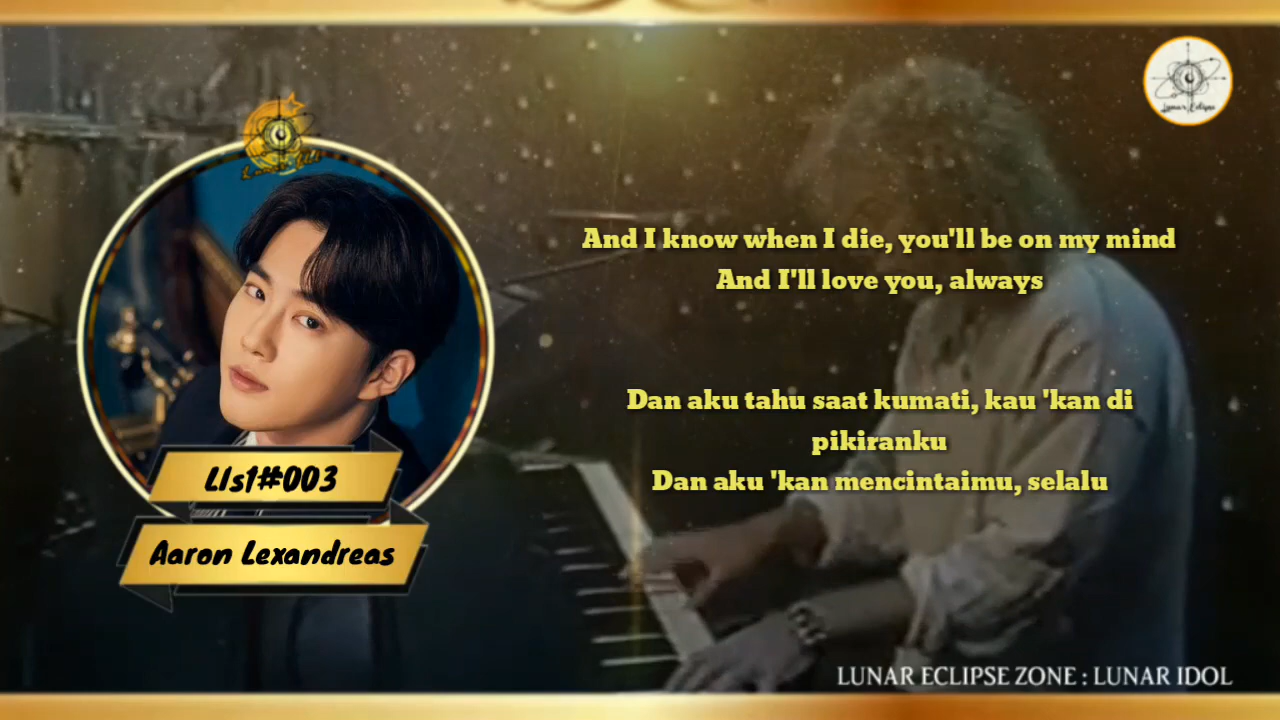 Lunar Eclipse
And I know when I die, you'll be on my mind
And I'll love you, always
Dan aku tahu saat kumati, kau 'kan di
pikiranku
Dan aku 'kan mencintaimu, selalu
LIs1#003
Aaron Lexandreas
LUNAR ECLIPSE ZONE : LUNAR IDOL